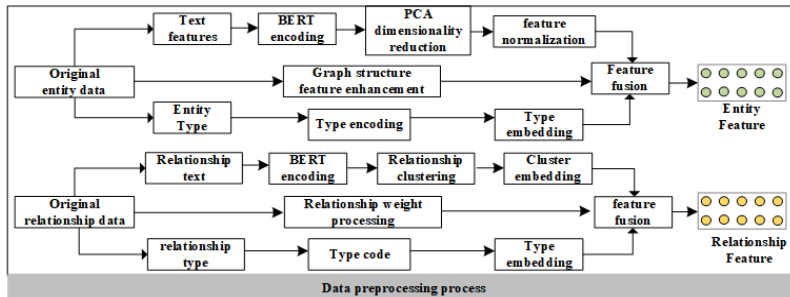 Text
features
BERT
encoding
PCA
dimensionality
reduction
feature
normalization
Original
entity data
Graph structure
feature enhancement
Feature
fusion
Entity
Feature
Entity
Type
Type encoding
Type
embedding
Relationship
text
BERT
encoding
Relationship
clustering
Cluster
embedding
Original
relationship data
Relationship weight
processing
feature
fusion
Relationship
Feature
relationship
type
Type code
Type
embedding
Data preprocessing process